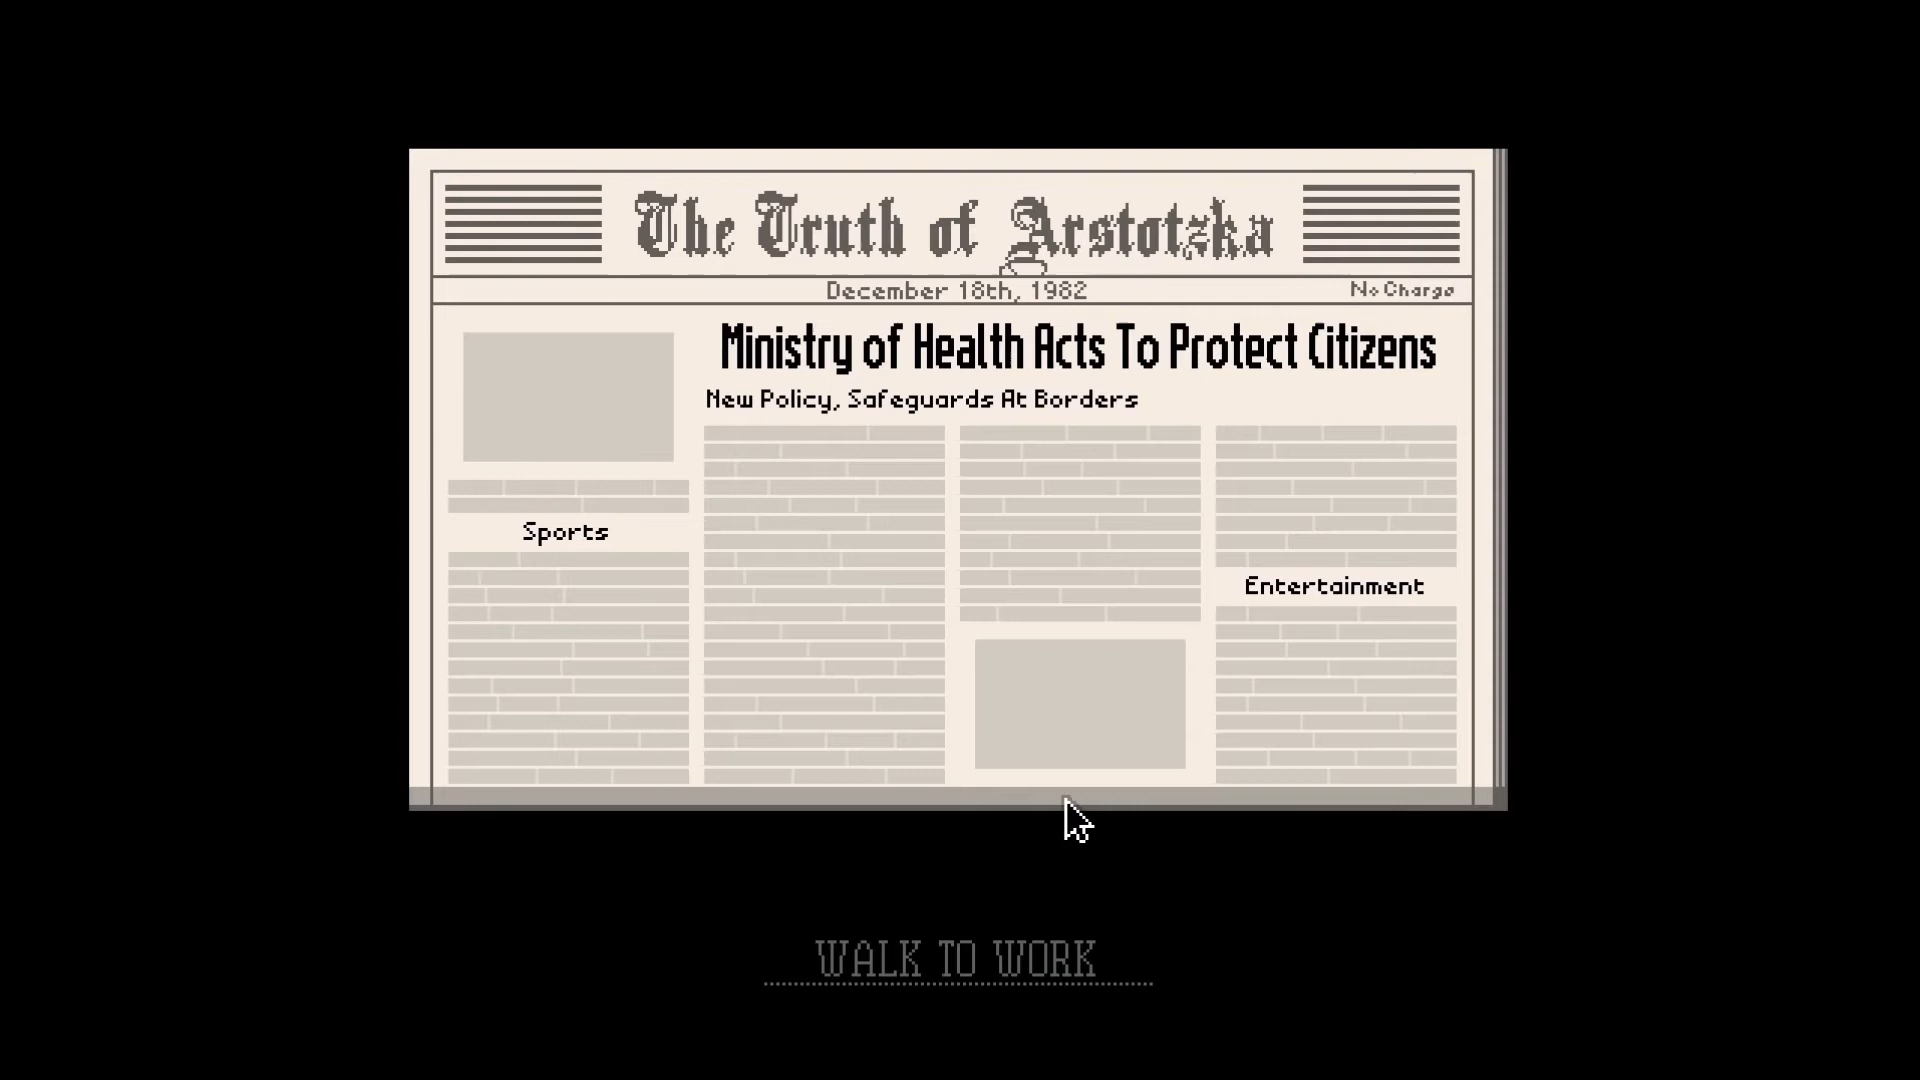 The Truth of Arstotzka
December 18th, 1982
No Charge
Ministry of Health Acts To Protect Citizens
New Policy, Safeguards At Borders
Sports
Entertainment
WALK TO WORK